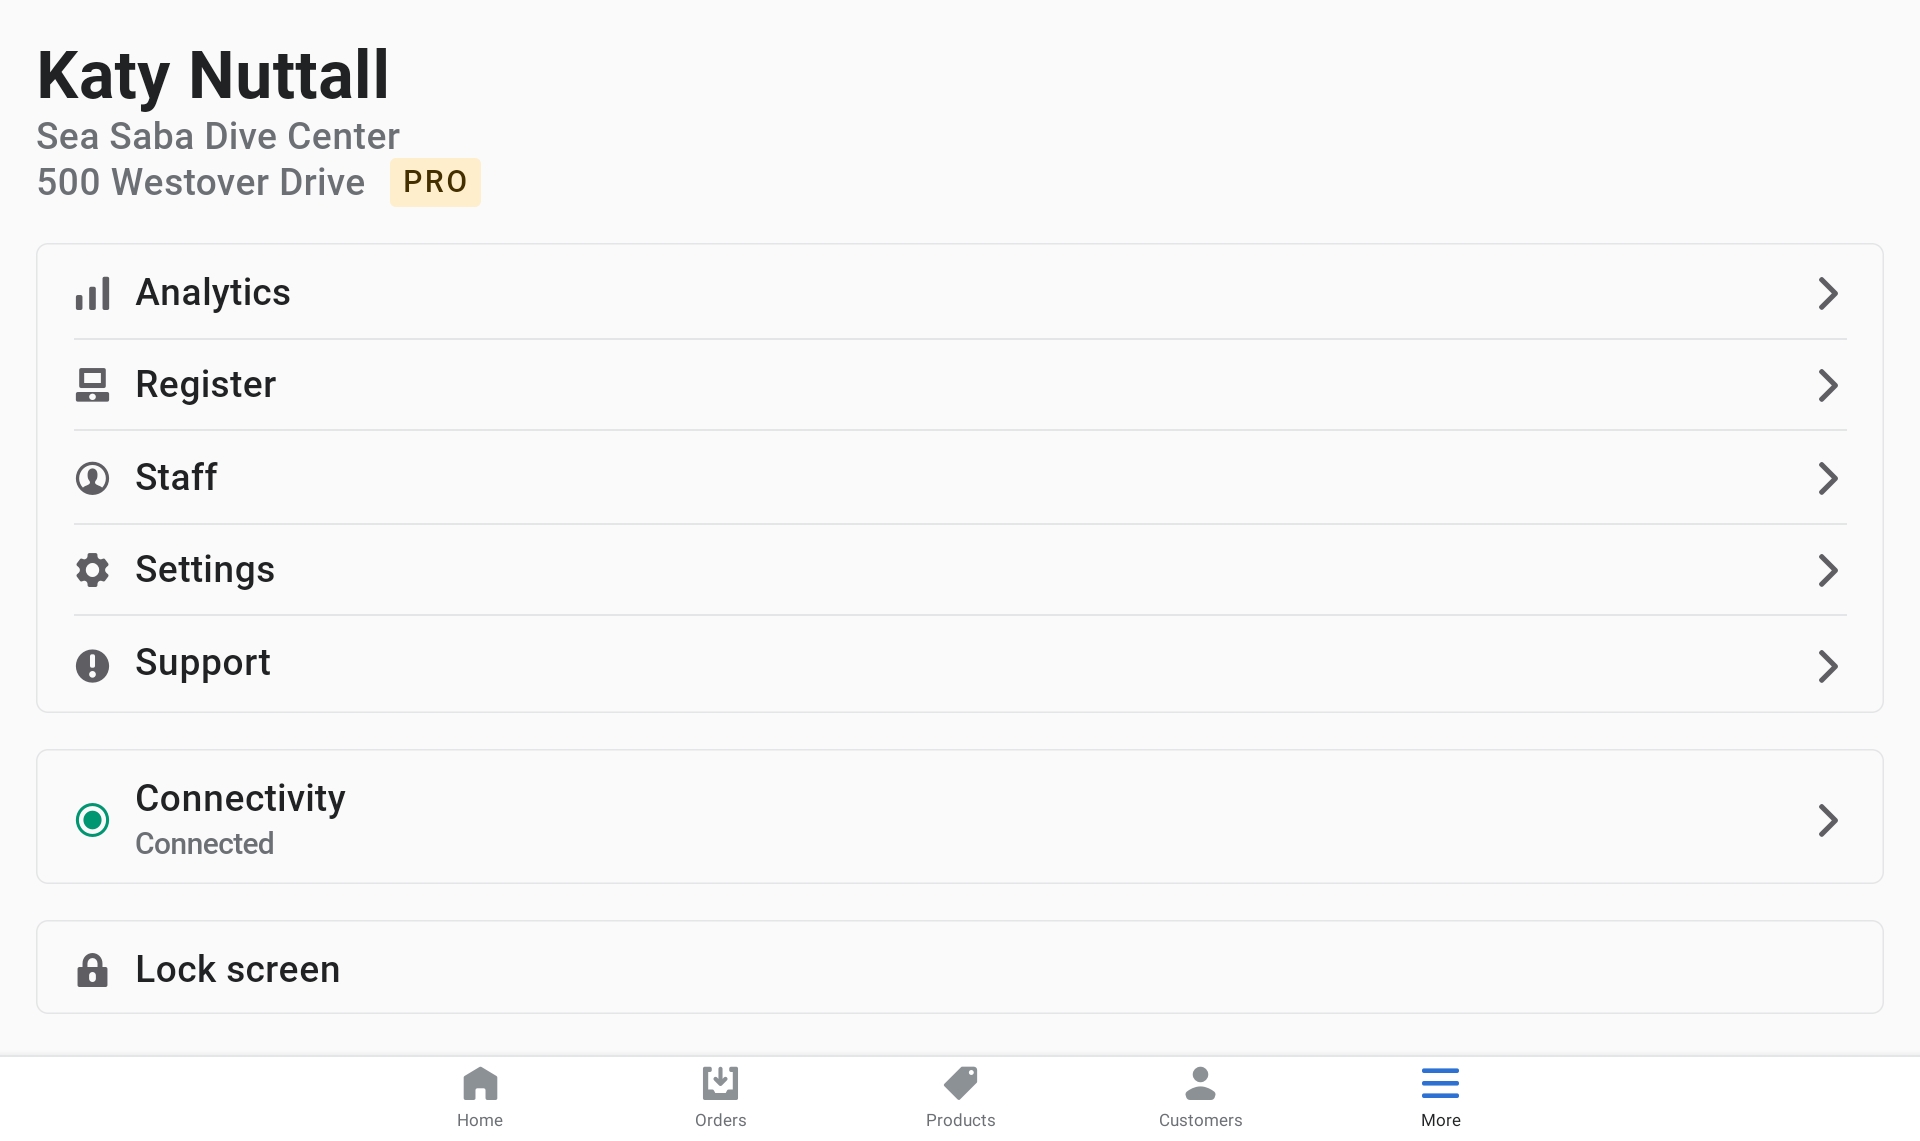 Katy Nuttall
Sea Saba Dive Center
500 Westover Drive PRO
Analytics
Register
Staff
Settings
Support
Connectivity
Connected
Lock screen
Home Orders Products Customers More